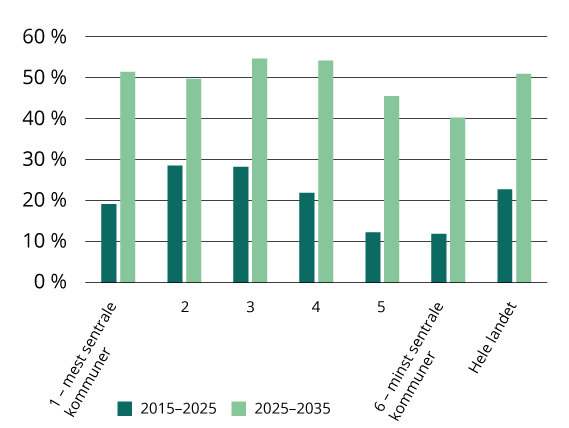 60 %
50 %
40 %
30 %
20 %
10 %
0 %
1 – mest sentrale
kommuner
2
3
4
5
6 – minst sentrale
kommuner
Hele landet
2015–2025
2025–2035